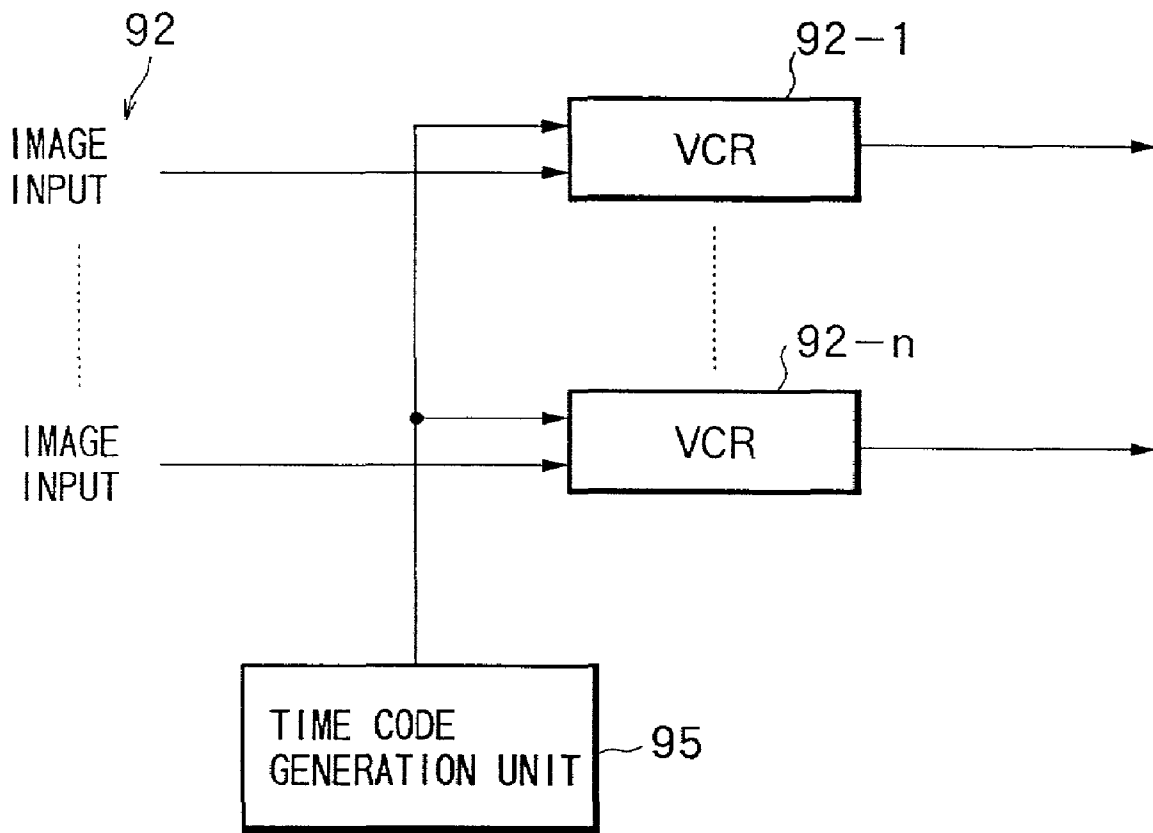 92
92-1
IMAGE
INPUT
VCR
92-n
IMAGE
INPUT
VCR
TIME CODE
GENERATION UNIT
95